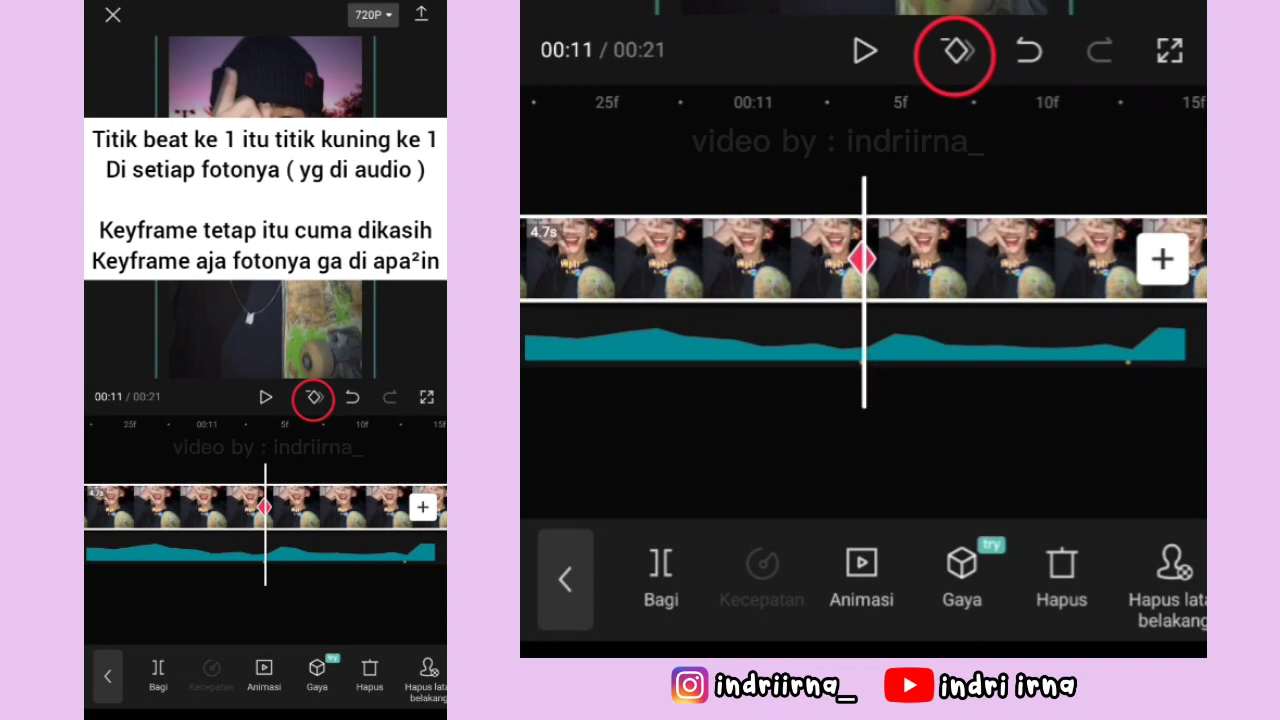 720P
Titik beat ke 1 itu titik kuning ke 1
Di setiap fotonya ( yg di audio )
Keyframe tetap itu cuma dikasih
Keyframe aja fotonya ga di apa²in
00:11 / 00:21
25f 00:11 5f 10f 15f
video by : indriirna_
4.7s
Bagi
Kecepatan
Animasi
Gaya
try
Hapus
Hapus lata
belakang
00:11 / 00:21
25f 00:11 5f 10f 15f
video by : indriirna_
4.7s
Bagi
Kecepatan
Animasi
Gaya
try
Hapus
Hapus lata
belakang
indriirna_
indri irna